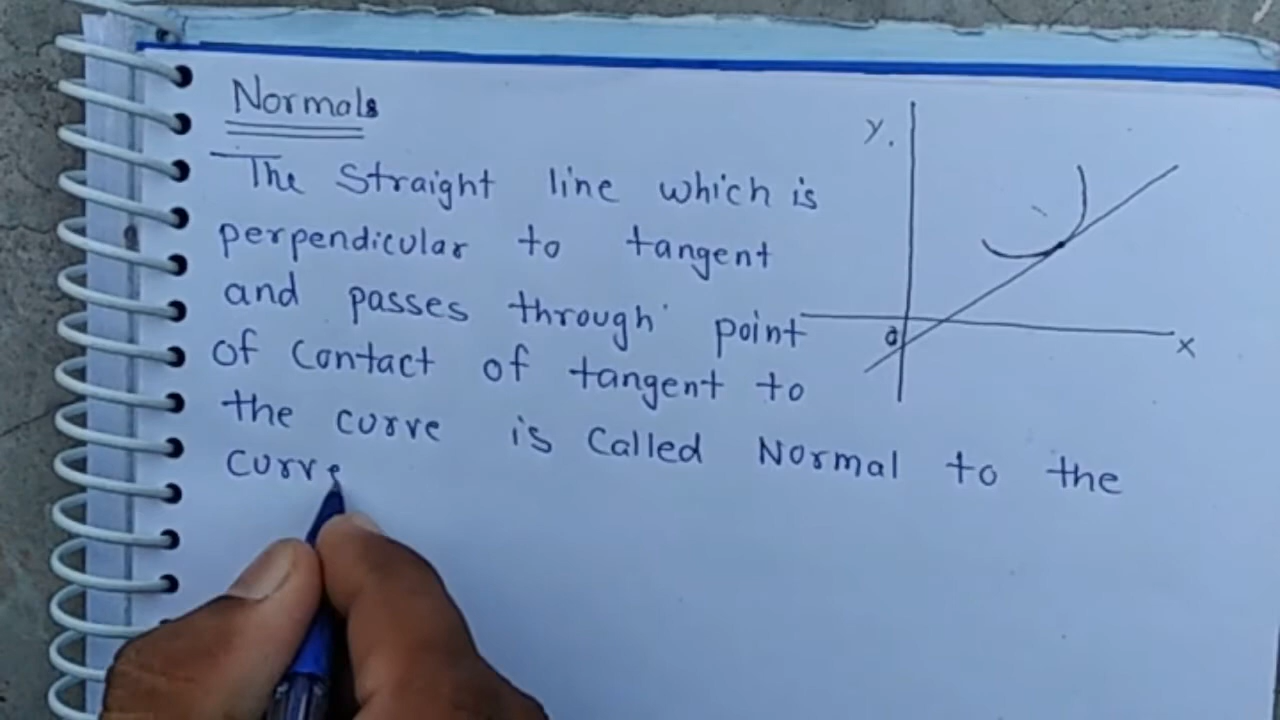 Normals
The Straight line which is
perpendicular to tangent
and passes through point
of Contact of tangent to
the curve is Called Normal to the
curve
Y.
0
X